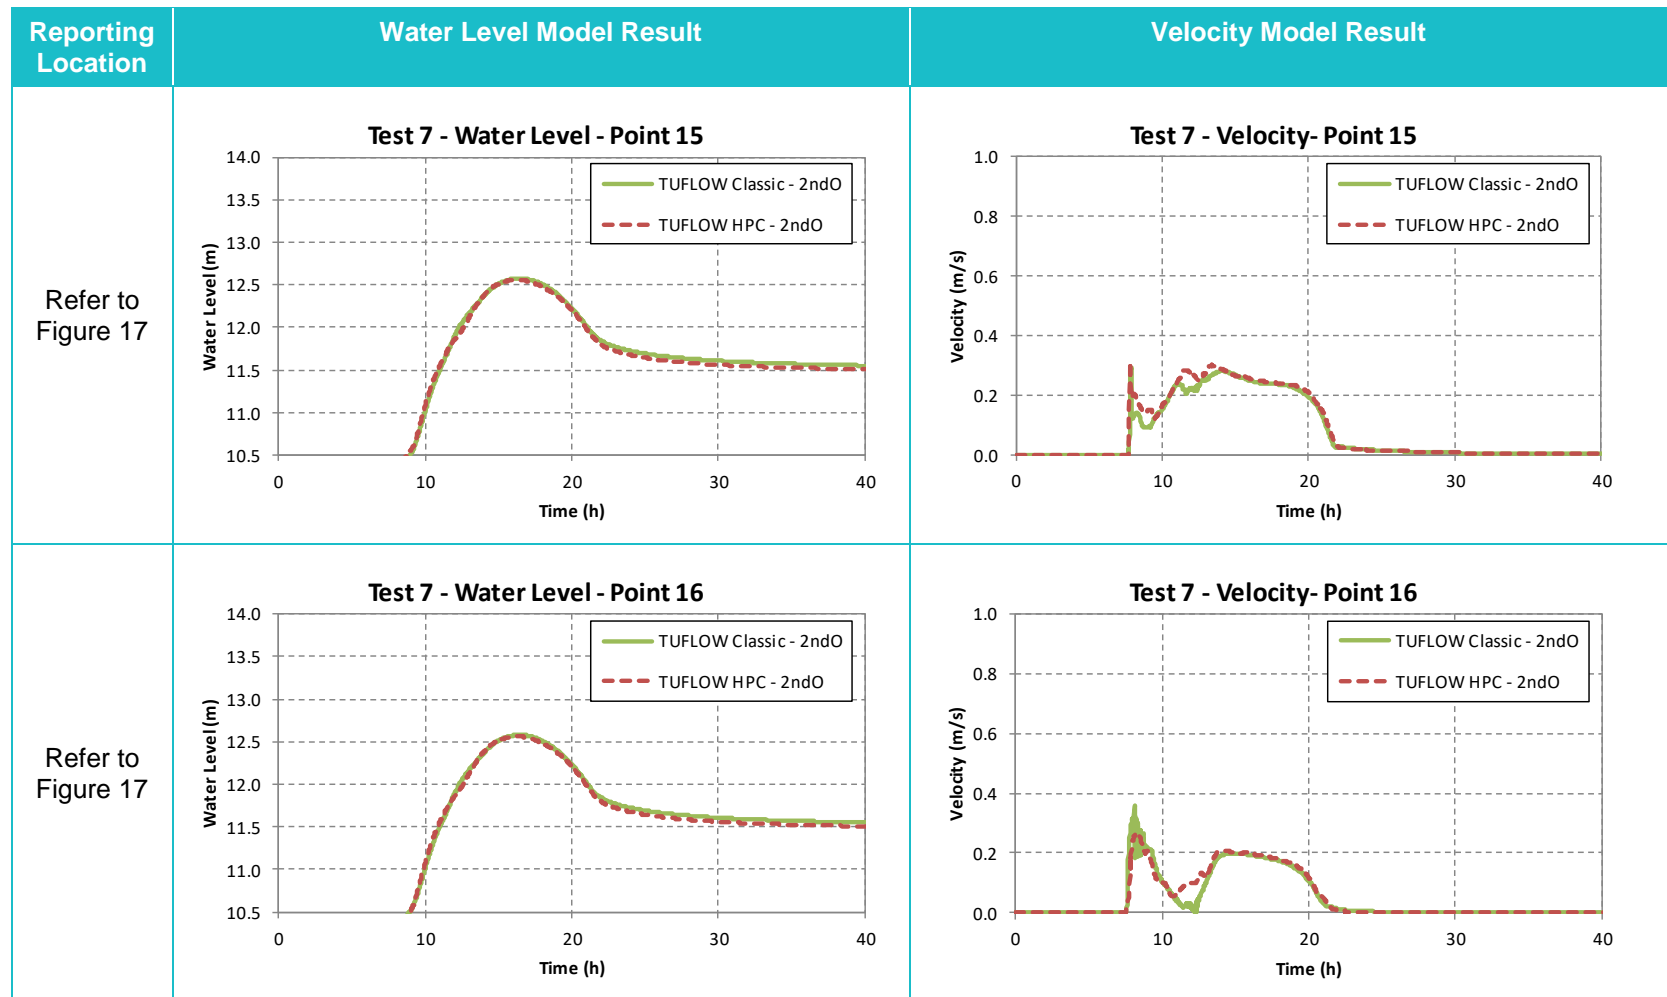 Reporting
Location
Water Level Model Result
Velocity Model Result
Refer to
Figure 17
Test 7 - Water Level - Point 15
TUFLOW Classic - 2ndO
TUFLOW HPC - 2ndO
Water Level (m)
14.0
13.5
13.0
12.5
12.0
11.5
11.0
10.5
0 10 20 30 40
Time (h)
Test 7 - Velocity- Point 15
TUFLOW Classic - 2ndO
TUFLOW HPC - 2ndO
Velocity (m/s)
1.0
0.8
0.6
0.4
0.2
0.0
0 10 20 30 40
Time (h)
Refer to
Figure 17
Test 7 - Water Level - Point 16
TUFLOW Classic - 2ndO
TUFLOW HPC - 2ndO
Water Level (m)
14.0
13.5
13.0
12.5
12.0
11.5
11.0
10.5
0 10 20 30 40
Time (h)
Test 7 - Velocity- Point 16
TUFLOW Classic - 2ndO
TUFLOW HPC - 2ndO
Velocity (m/s)
1.0
0.8
0.6
0.4
0.2
0.0
0 10 20 30 40
Time (h)